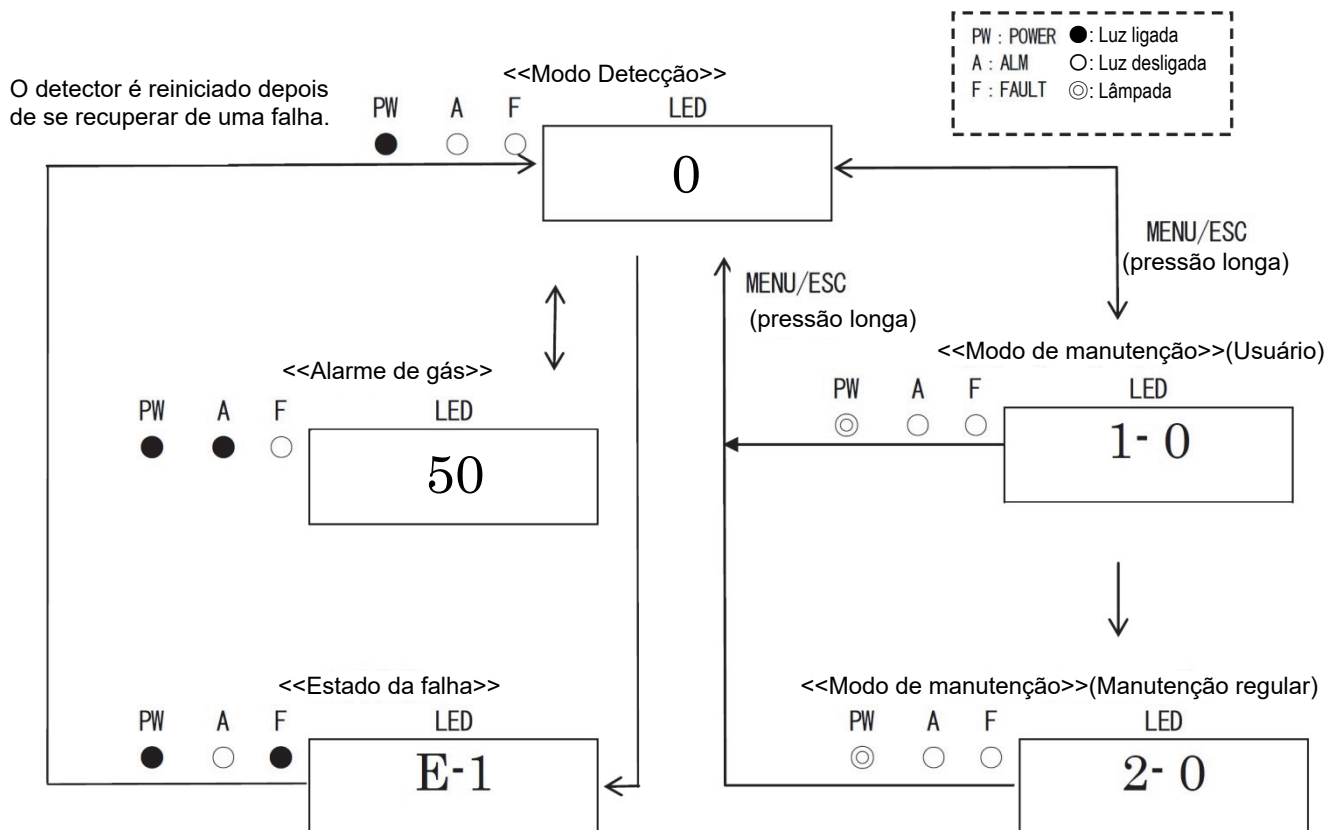 PW : POWER ●: Luz ligada
A : ALM ○: Luz desligada
F : FAULT ◎: Lâmpada
O detector é reiniciado depois
de se recuperar de uma falha.
<<Modo Detecção>>
PW A F LED
0
MENU/ESC
(pressão longa)
MENU/ESC
(pressão longa)
<<Alarme de gás>>
PW A F LED
50
<<Modo de manutenção>>(Usuário)
PW A F LED
1- 0
<<Estado da falha>>
PW A F LED
E-1
<<Modo de manutenção>>(Manutenção regular)
PW A F LED
2- 0